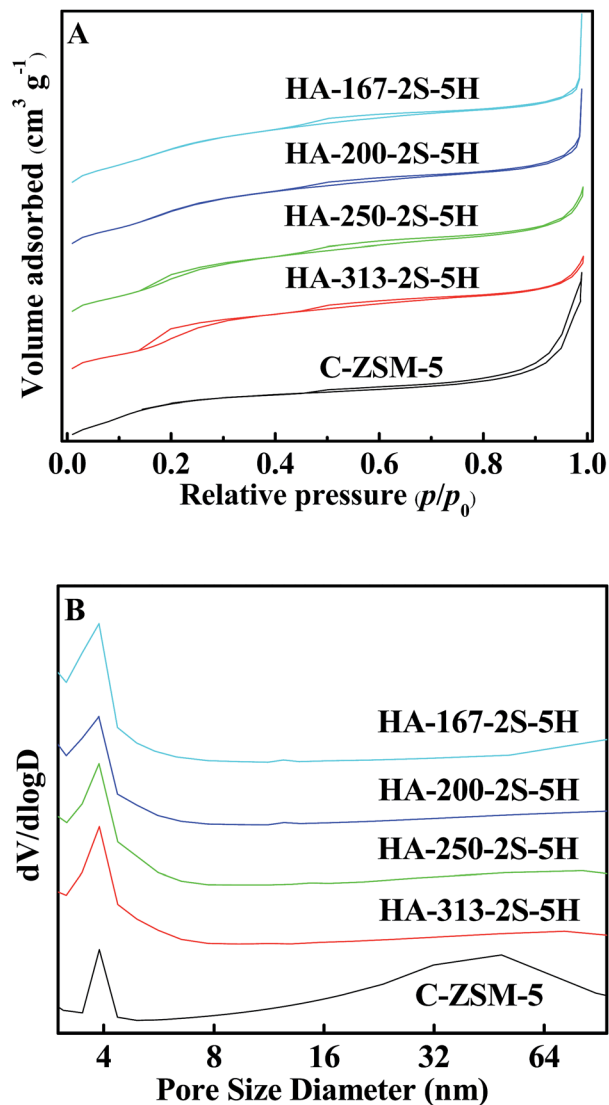 A
HA-167-2S-5H
HA-200-2S-5H
HA-250-2S-5H
HA-313-2S-5H
C-ZSM-5
Volume adsorbed (cm³ g⁻¹)
0.0 0.2 0.4 0.6 0.8 1.0
Relative pressure (p/p₀)
B
HA-167-2S-5H
HA-200-2S-5H
HA-250-2S-5H
HA-313-2S-5H
C-ZSM-5
dV/dlogD
4 8 16 32 64
Pore Size Diameter (nm)